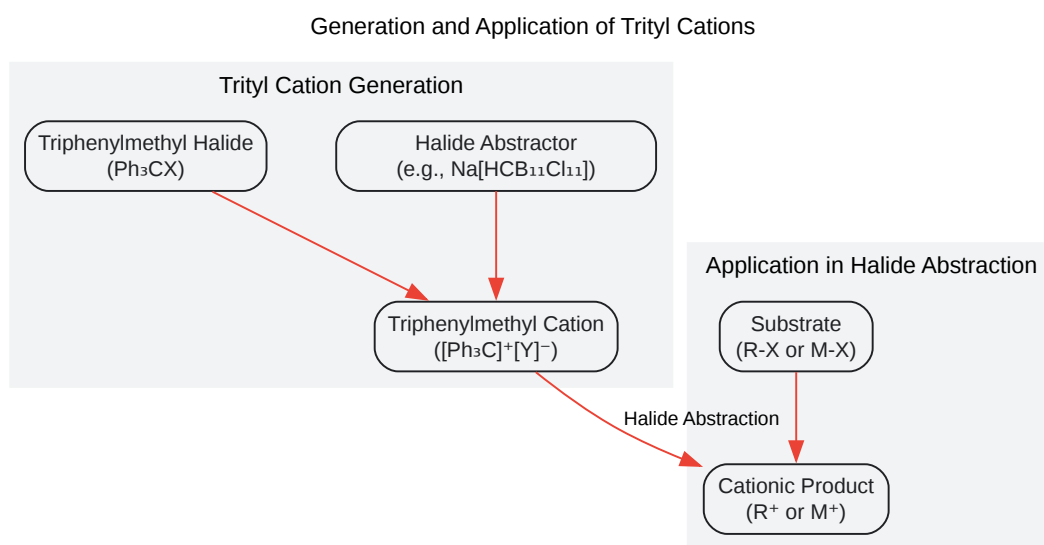 Generation and Application of Trityl Cations
Trityl Cation Generation
Triphenylmethyl Halide
(Ph₃CX)
Halide Abstractor
(e.g., Na[HCB₁₁Cl₁₁])
Triphenylmethyl Cation
([Ph₃C]⁺[Y]⁻)
Application in Halide Abstraction
Substrate
(R-X or M-X)
Halide Abstraction
Cationic Product
(R⁺ or M⁺)